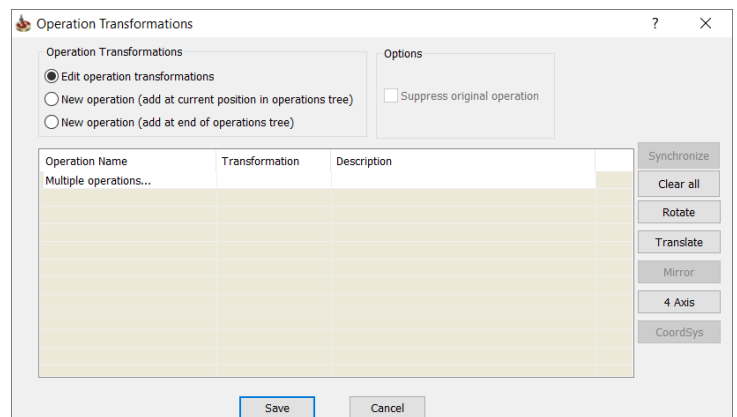 Operation Transformations
? X
Operation Transformations
Edit operation transformations
New operation (add at current position in operations tree)
New operation (add at end of operations tree)
Options
Suppress original operation
Operation Name Transformation Description
Multiple operations...
Synchronize
Clear all
Rotate
Translate
Mirror
4 Axis
CoordSys
Save Cancel